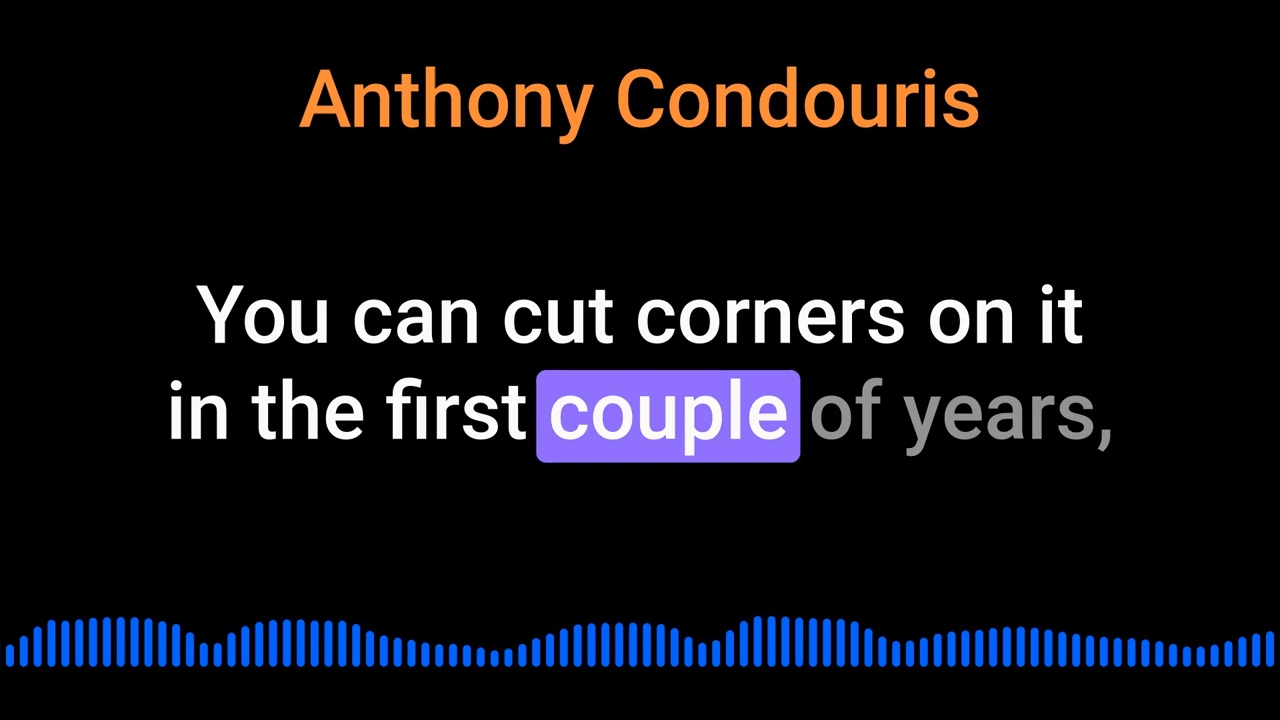 Anthony Condouris
You can cut corners on it
in the first couple of years,